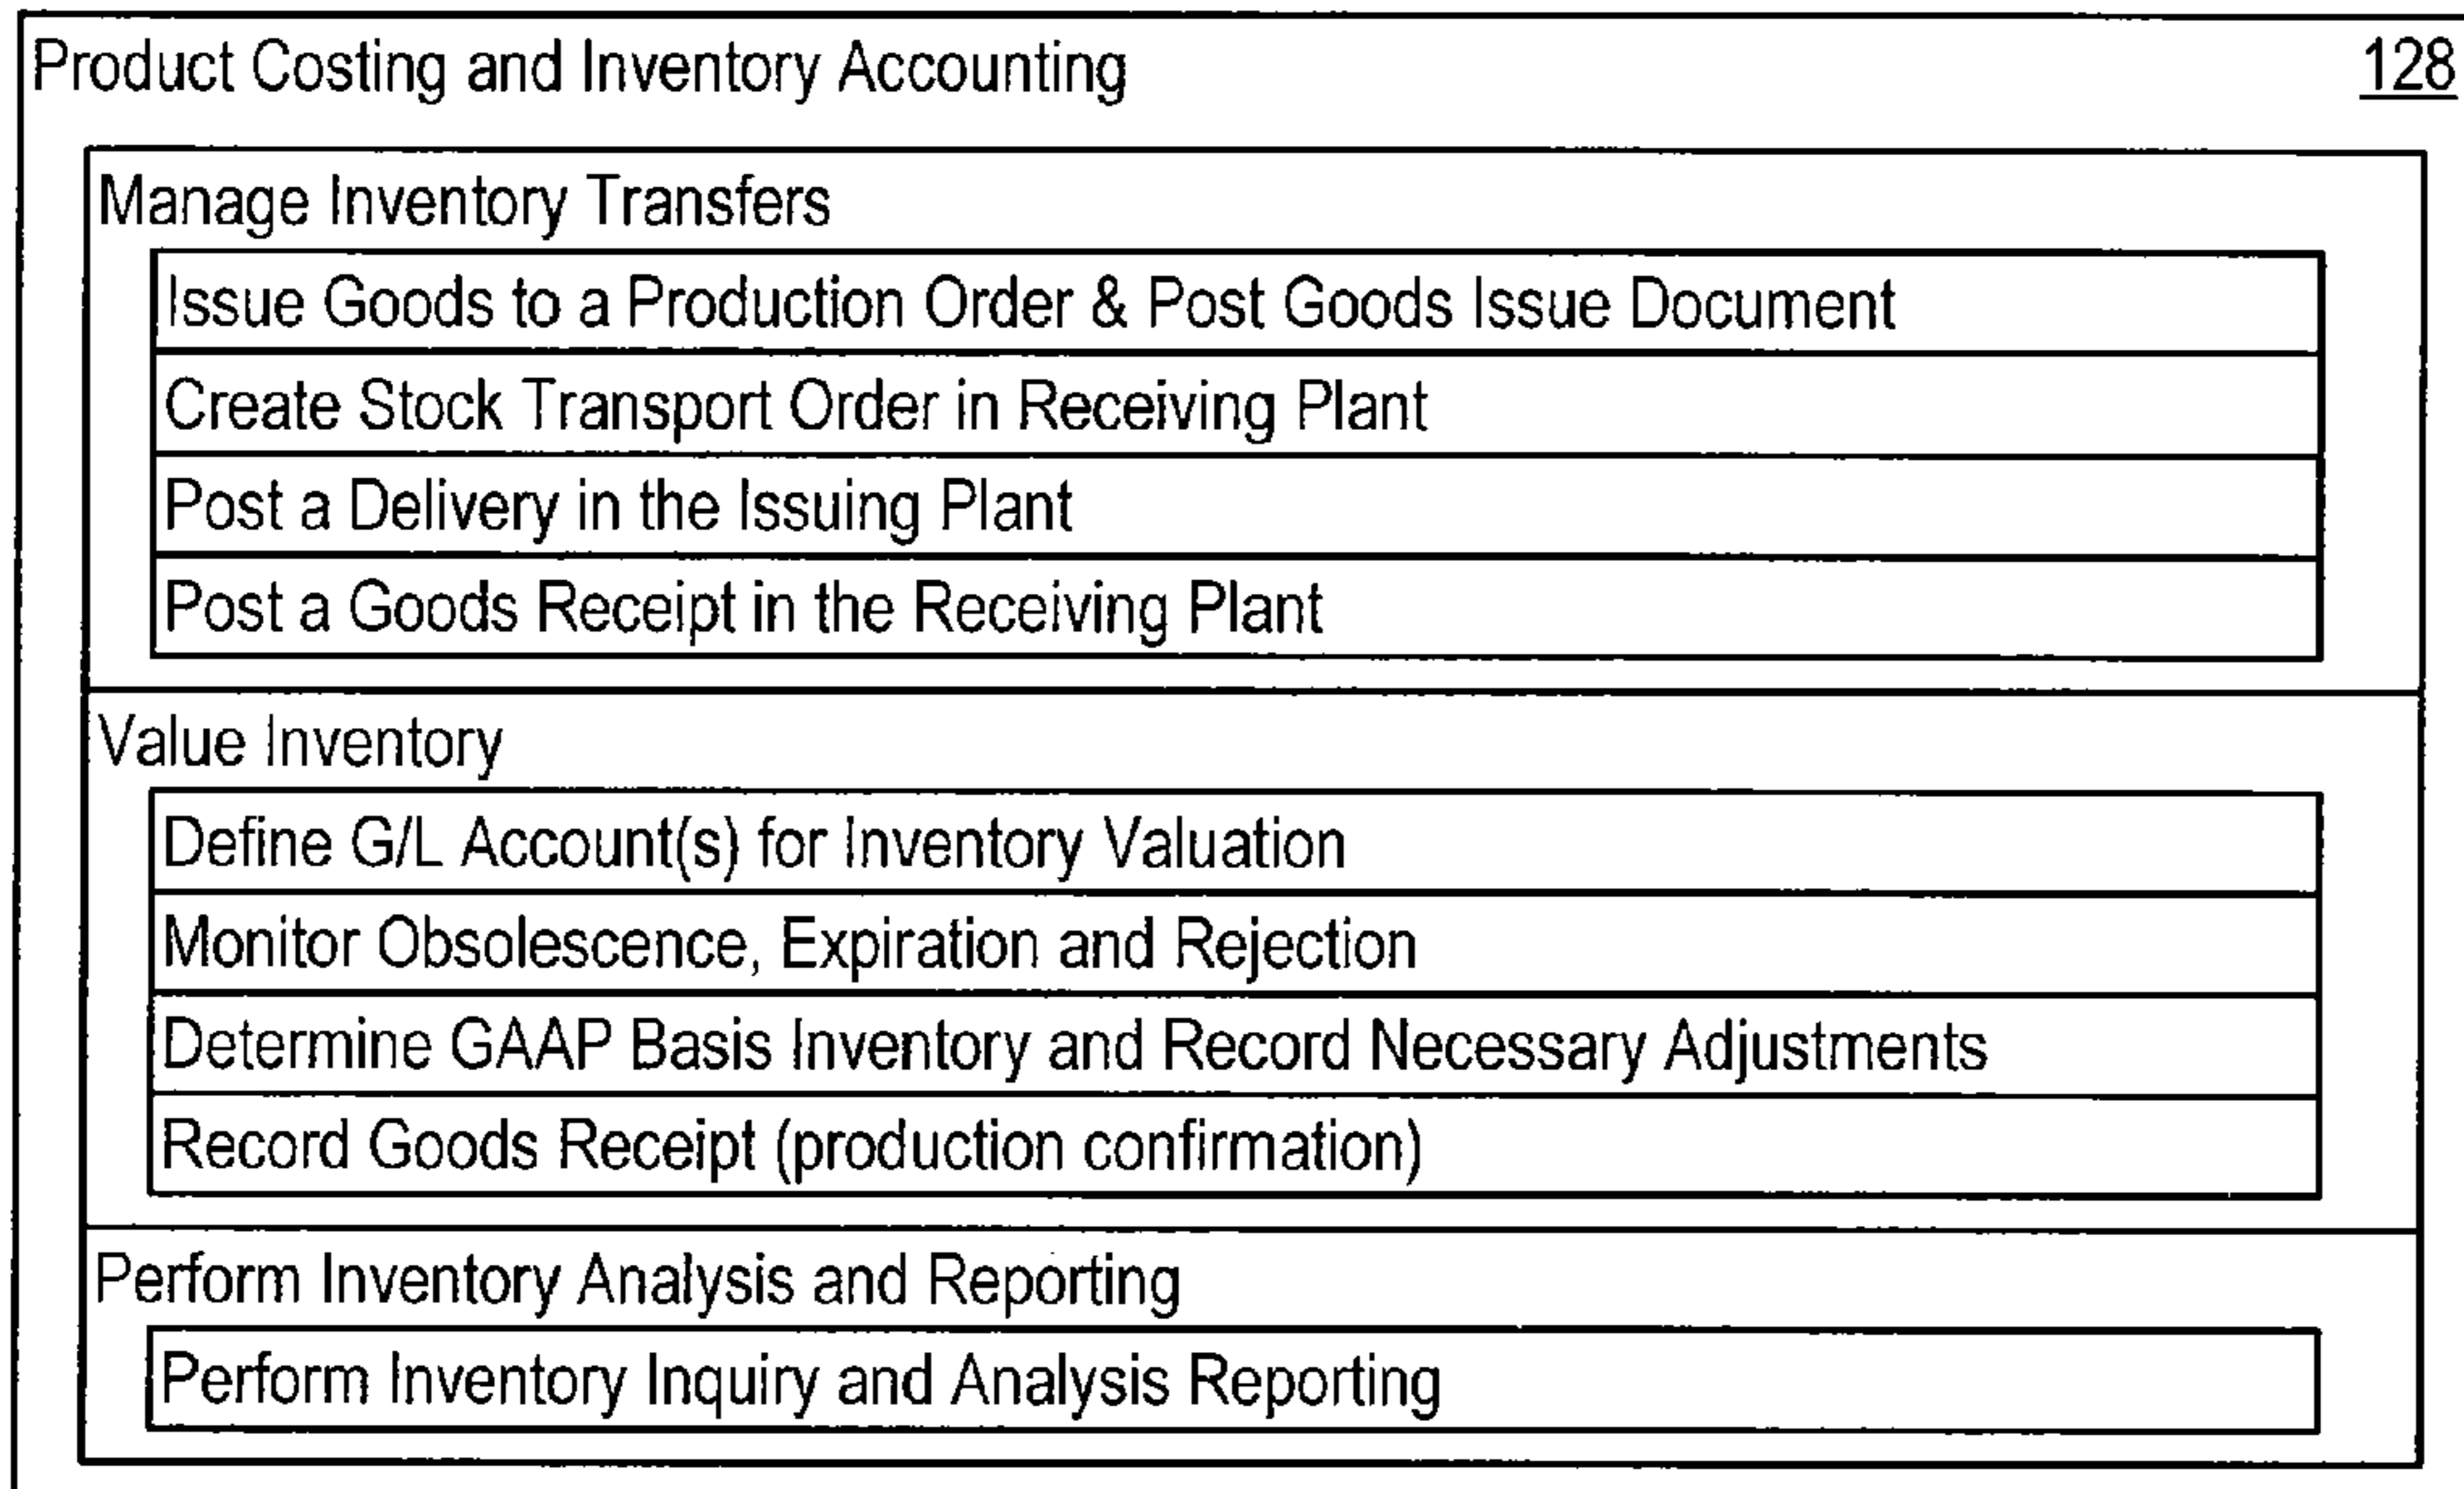 Product Costing and Inventory Accounting 128
Manage Inventory Transfers
Issue Goods to a Production Order & Post Goods Issue Document
Create Stock Transport Order in Receiving Plant
Post a Delivery in the Issuing Plant
Post a Goods Receipt in the Receiving Plant
Value Inventory
Define G/L Account(s) for Inventory Valuation
Monitor Obsolescence, Expiration and Rejection
Determine GAAP Basis Inventory and Record Necessary Adjustments
Record Goods Receipt (production confirmation)
Perform Inventory Analysis and Reporting
Perform Inventory Inquiry and Analysis Reporting